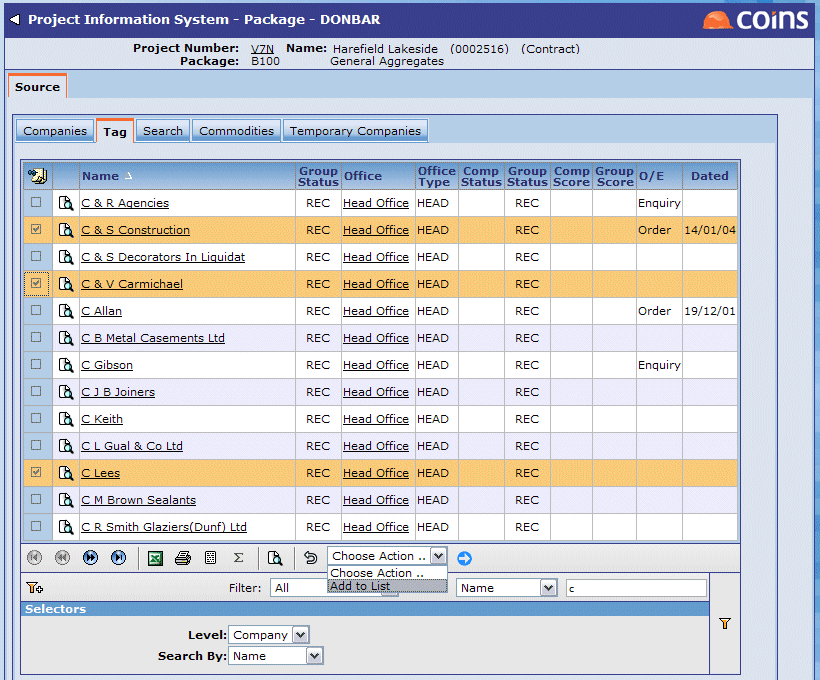 Project Information System - Package - DONBAR
coins
Project Number: V7N Name: Harefield Lakeside (0002516) (Contract)
Package: B100 General Aggregates
Source
Companies Tag Search Commodities Temporary Companies
Name Group Status Office Office Type Comp Status Group Status Comp Score Group Score O/E Dated
C & R Agencies REC Head Office HEAD REC Enquiry
C & S Construction REC Head Office HEAD REC Order 14/01/04
C & S Decorators In Liquidat REC Head Office HEAD REC
C & V Carmichael REC Head Office HEAD REC
C Allan REC Head Office HEAD REC Order 19/12/01
C B Metal Casements Ltd REC Head Office HEAD REC
C Gibson REC Head Office HEAD REC Enquiry
C J B Joiners REC Head Office HEAD REC
C Keith REC Head Office HEAD REC
C L Gual & Co Ltd REC Head Office HEAD REC
C Lees REC Head Office HEAD REC
C M Brown Sealants REC Head Office HEAD REC
C R Smith Glaziers(Dunf) Ltd REC Head Office HEAD REC
Σ Choose Action ..
Choose Action ..
Add to List
Filter: All Name c
Selectors
Level: Company
Search By: Name